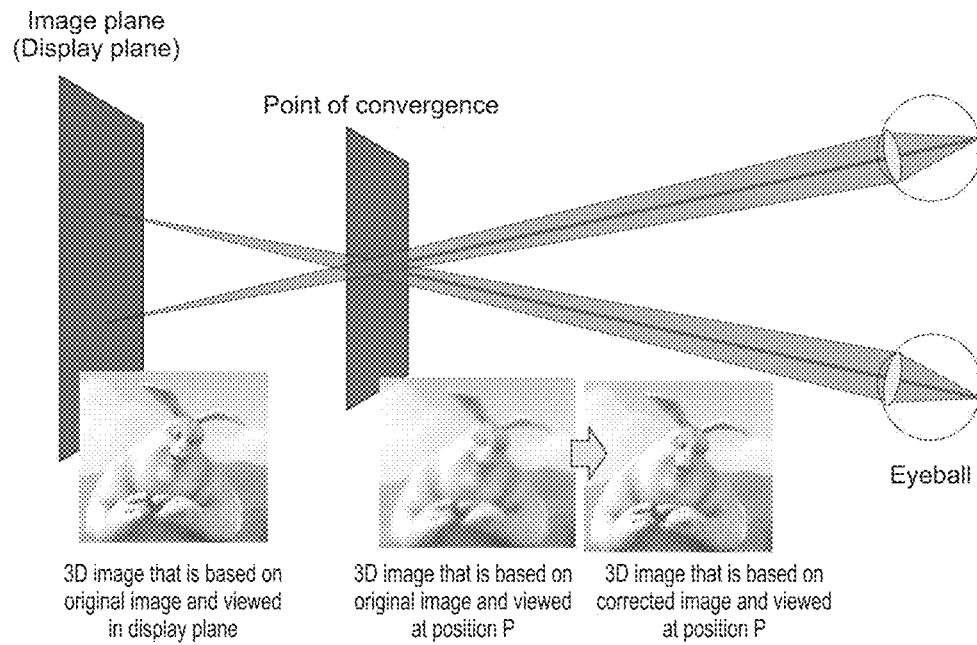 Image plane
(Display plane)
Point of convergence
Eyeball
3D image that is based on
original image and viewed
in display plane
3D image that is based on
original image and viewed
at position P
3D image that is based on
corrected image and viewed
at position P